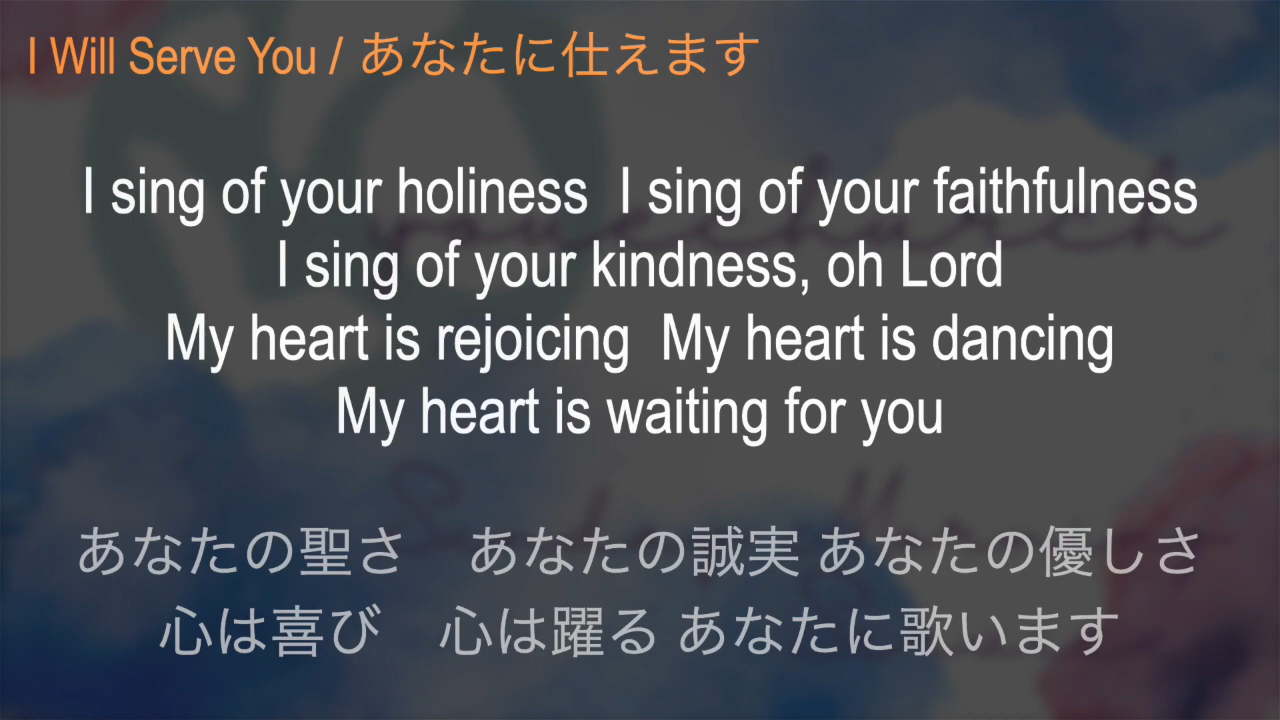 I Will Serve You / あなたに仕えます
I sing of your holiness  I sing of your faithfulness
I sing of your kindness, oh Lord
My heart is rejoicing  My heart is dancing
My heart is waiting for you
あなたの聖さ　あなたの誠実 あなたの優しさ
心は喜び　心は躍る あなたに歌います